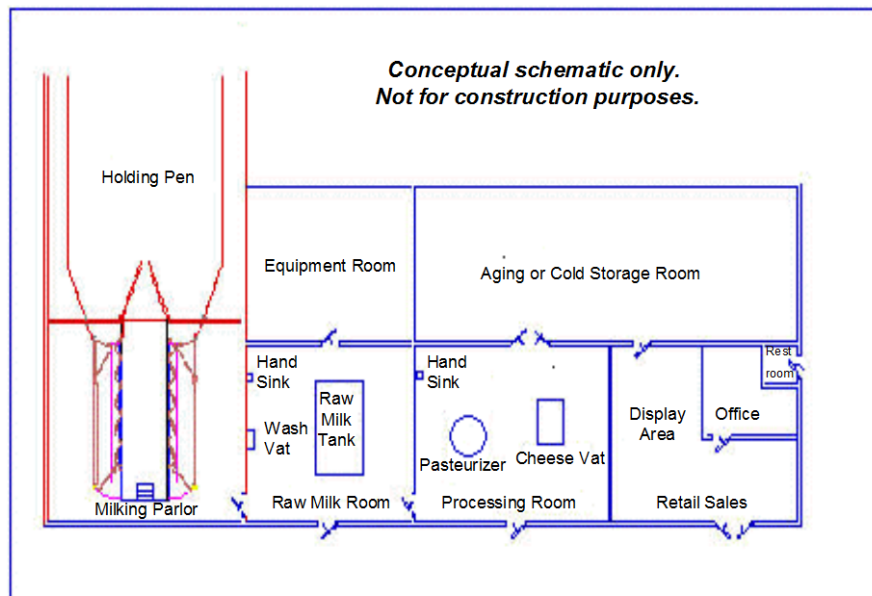 Conceptual schematic only.
Not for construction purposes.
Holding Pen
Equipment Room
Aging or Cold Storage Room
Hand
Sink
Wash
Vat
Raw
Milk
Tank
Hand
Sink
Pasteurizer
Cheese Vat
Display
Area
Office
Rest
room
Milking Parlor
Raw Milk Room
Processing Room
Retail Sales